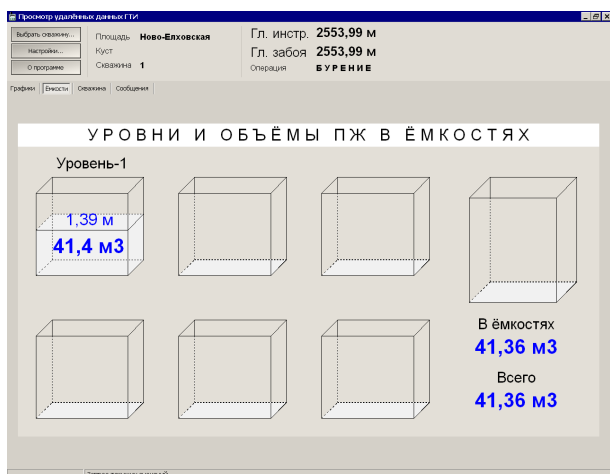 Просмотр удалённых данных ГТИ
Выбрать скважину...
Настройки...
О программе
Площадь Ново-Елховская
Куст
Скважина 1
Гл. инстр. 2553,99 м
Гл. забоя 2553,99 м
Операция БУРЕНИЕ
Графики Ёмкости Скважина Сообщения
УРОВНИ И ОБЪЁМЫ ПЖ В ЁМКОСТЯХ
Уровень-1
1,39 м
41,4 м3
В ёмкостях
41,36 м3
Всего
41,36 м3